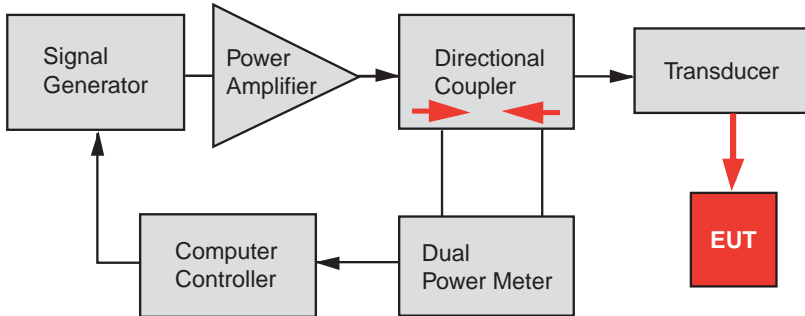 Signal
Generator
Power
Amplifier
Directional
Coupler
Transducer
EUT
Computer
Controller
Dual
Power Meter